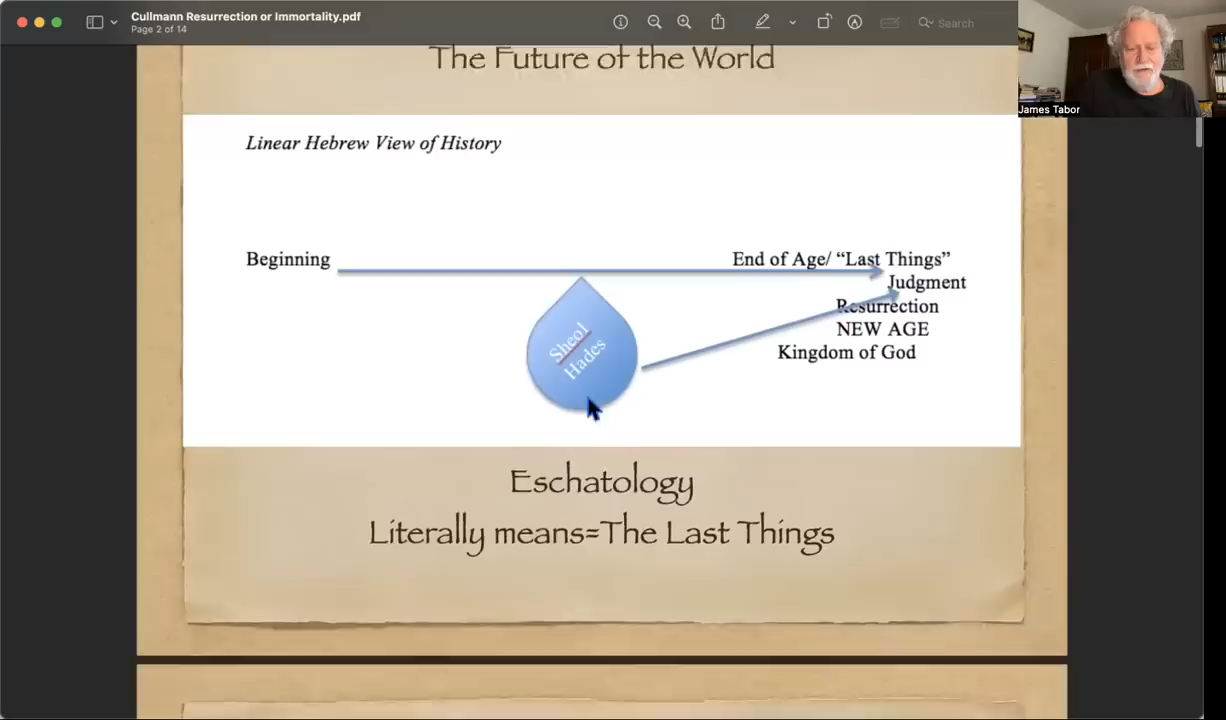 Cullmann Resurrection or Immortality.pdf
Page 2 of 14
Search
James Tabor
The Future of the World
Linear Hebrew View of History
Beginning
End of Age/ “Last Things”
Judgment
Resurrection
NEW AGE
Kingdom of God
Sheol
Hades
Eschatology
Literally means=The Last Things